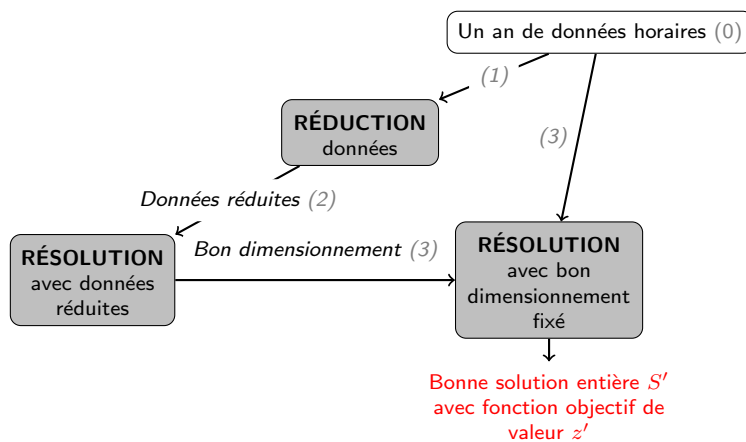 Un an de données horaires (0)
(1)
RÉDUCTION
données
(3)
Données réduites (2)
RÉSOLUTION
avec données
réduites
Bon dimensionnement (3)
RÉSOLUTION
avec bon
dimensionnement
fixé
Bonne solution entière S′
avec fonction objectif de
valeur z′